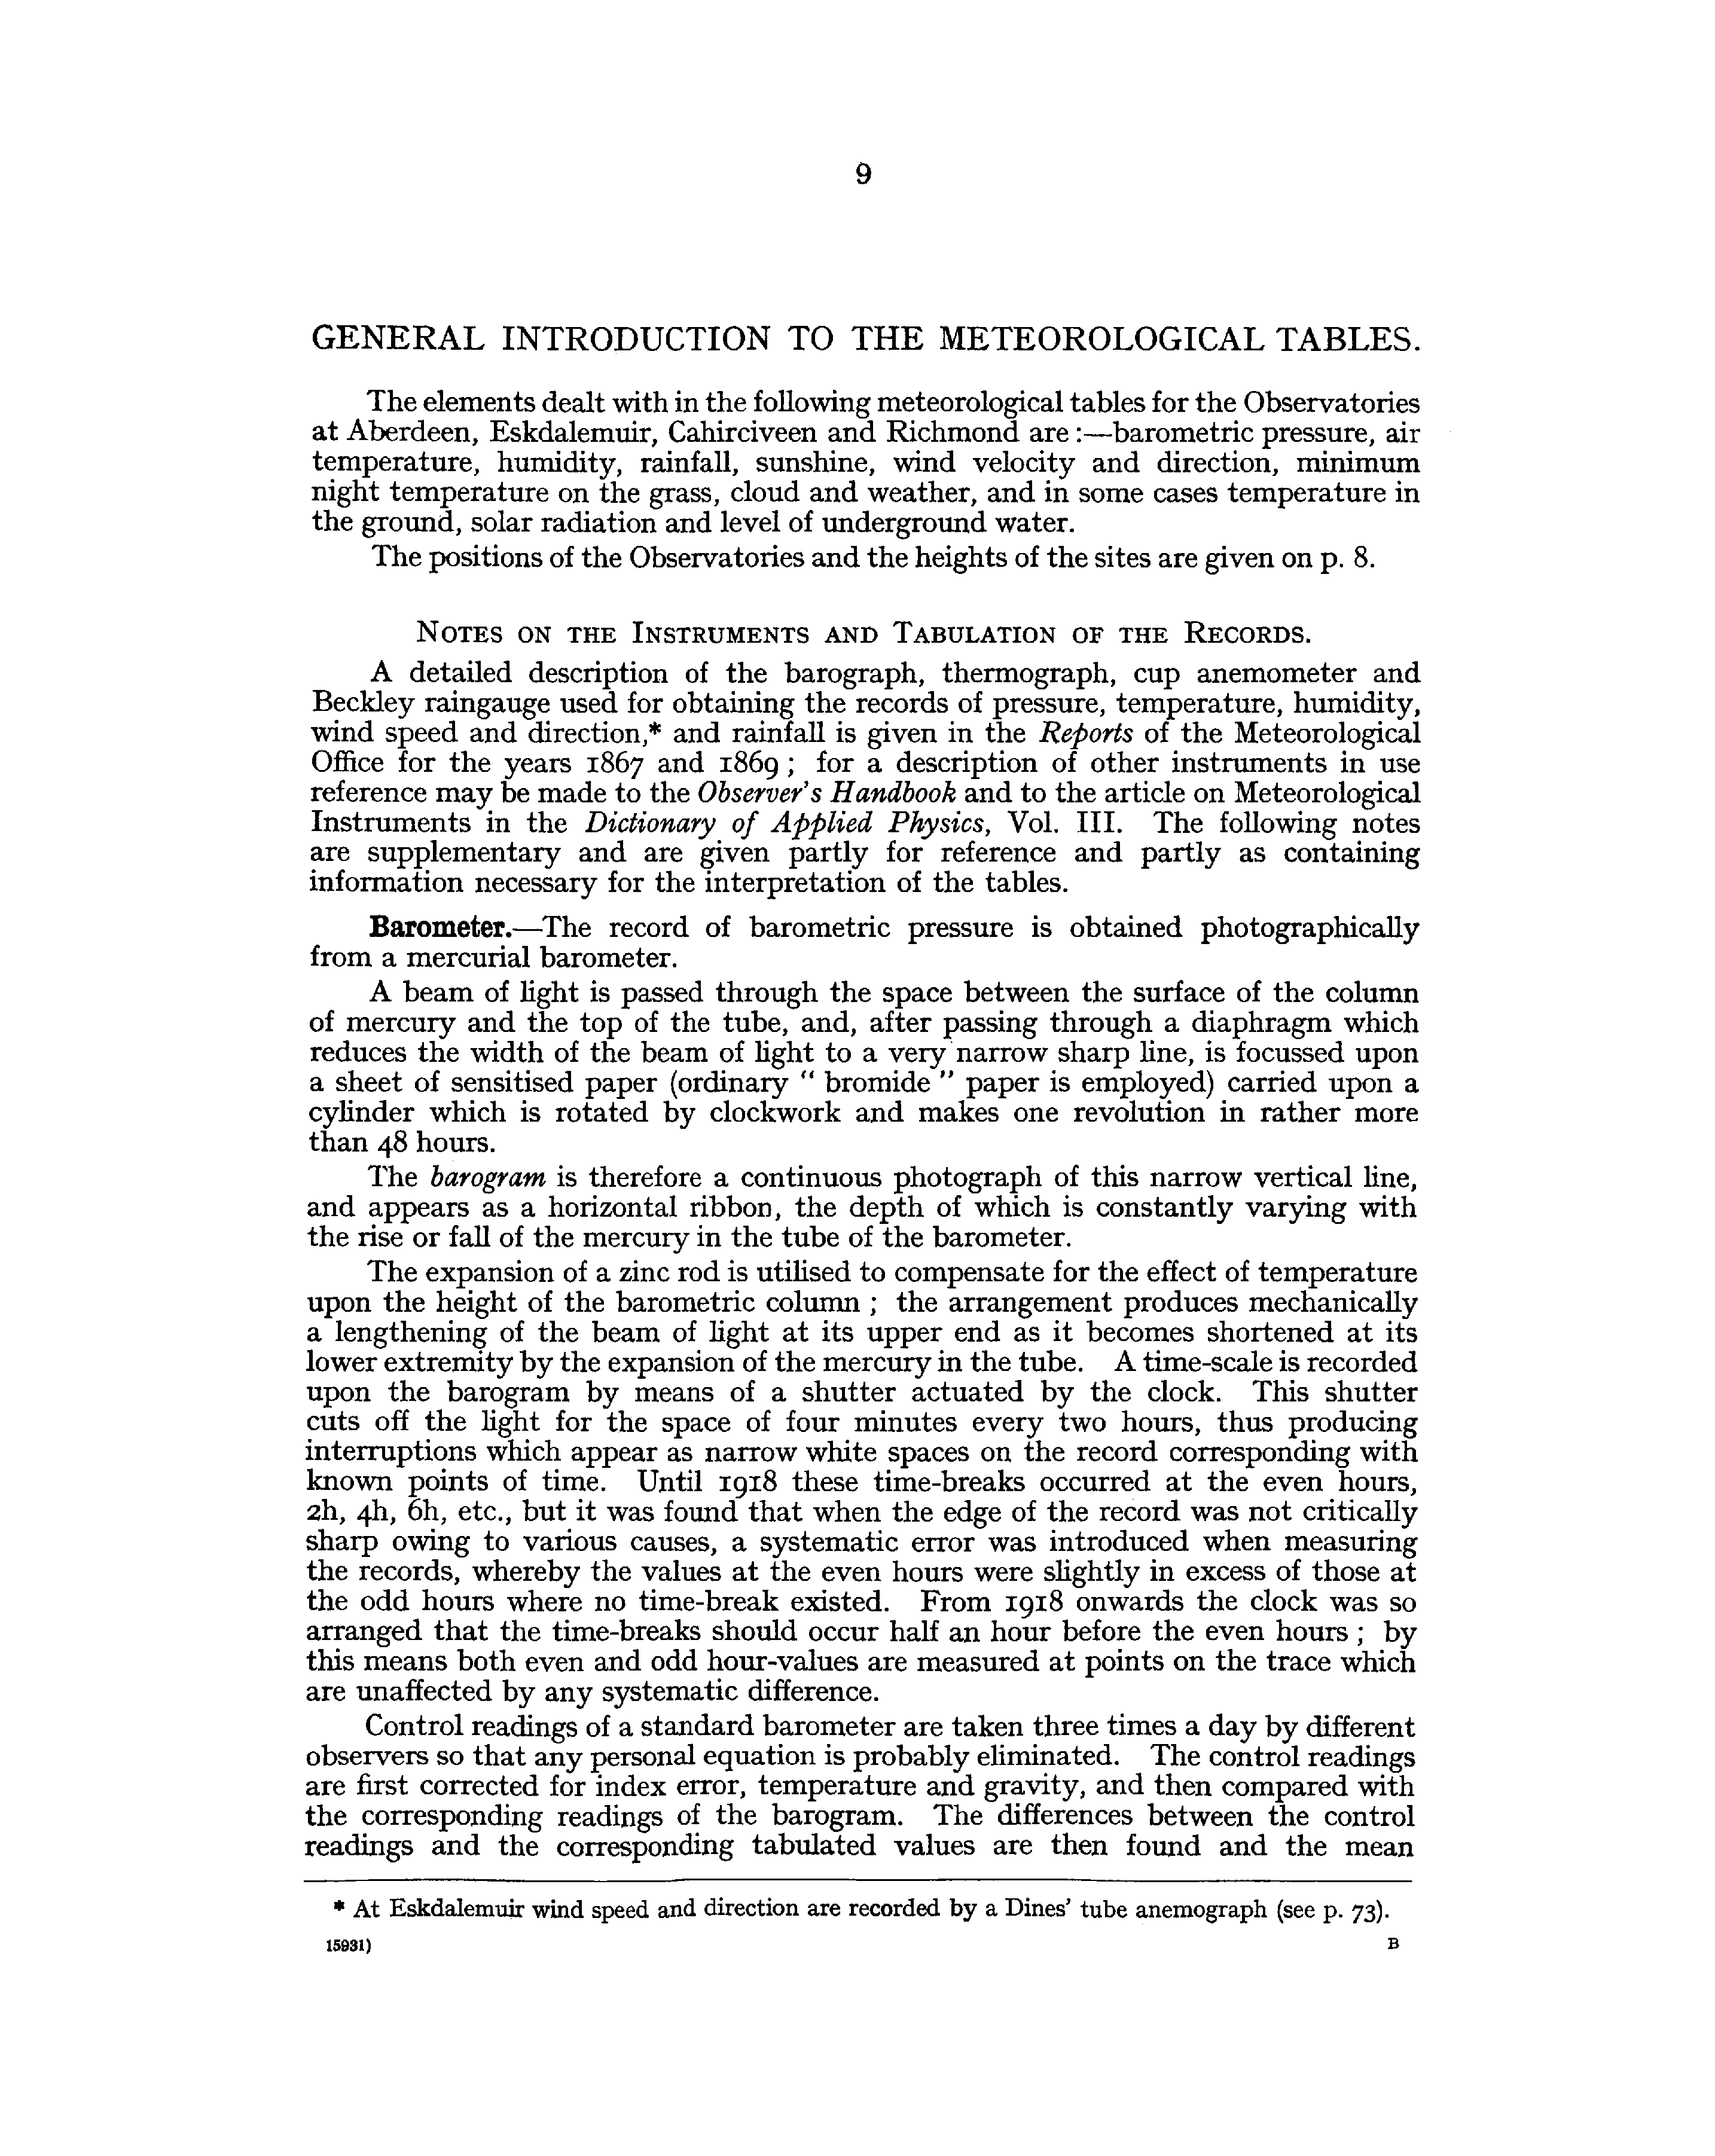 9
GENERAL INTRODUCTION TO THE METEOROLOGICAL TABLES.
The elements dealt with in the following meteorological tables for the Observatories
at Aberdeen, Eskdalemuir, Cahirciveen and Richmond are :—barometric pressure, air
temperature, humidity, rainfall, sunshine, wind velocity and direction, minimum
night temperature on the grass, cloud and weather, and in some cases temperature in
the ground, solar radiation and level of underground water.
The positions of the Observatories and the heights of the sites are given on p. 8.
NOTES ON THE INSTRUMENTS AND TABULATION OF THE RECORDS.
A detailed description of the barograph, thermograph, cup anemometer and
Beckley raingauge used for obtaining the records of pressure, temperature, humidity,
wind speed and direction,* and rainfall is given in the Reports of the Meteorological
Office for the years 1867 and 1869 ; for a description of other instruments in use
reference may be made to the Observer's Handbook and to the article on Meteorological
Instruments in the Dictionary of Applied Physics, Vol. III. The following notes
are supplementary and are given partly for reference and partly as containing
information necessary for the interpretation of the tables.
Barometer.—The record of barometric pressure is obtained photographically
from a mercurial barometer.
A beam of light is passed through the space between the surface of the column
of mercury and the top of the tube, and, after passing through a diaphragm which
reduces the width of the beam of light to a very narrow sharp line, is focussed upon
a sheet of sensitised paper (ordinary " bromide " paper is employed) carried upon a
cylinder which is rotated by clockwork and makes one revolution in rather more
than 48 hours.
The barogram is therefore a continuous photograph of this narrow vertical line,
and appears as a horizontal ribbon, the depth of which is constantly varying with
the rise or fall of the mercury in the tube of the barometer.
The expansion of a zinc rod is utilised to compensate for the effect of temperature
upon the height of the barometric column ; the arrangement produces mechanically
a lengthening of the beam of light at its upper end as it becomes shortened at its
lower extremity by the expansion of the mercury in the tube. A time-scale is recorded
upon the barogram by means of a shutter actuated by the clock. This shutter
cuts off the light for the space of four minutes every two hours, thus producing
interruptions which appear as narrow white spaces on the record corresponding with
known points of time. Until 1918 these time-breaks occurred at the even hours,
2h, 4h, 6h, etc., but it was found that when the edge of the record was not critically
sharp owing to various causes, a systematic error was introduced when measuring
the records, whereby the values at the even hours were slightly in excess of those at
the odd hours where no time-break existed. From 1918 onwards the clock was so
arranged that the time-breaks should occur half an hour before the even hours ; by
this means both even and odd hour-values are measured at points on the trace which
are unaffected by any systematic difference.
Control readings of a standard barometer are taken three times a day by different
observers so that any personal equation is probably eliminated. The control readings
are first corrected for index error, temperature and gravity, and then compared with
the corresponding readings of the barogram. The differences between the control
readings and the corresponding tabulated values are then found and the mean
* At Eskdalemuir wind speed and direction are recorded by a Dines' tube anemograph (see p. 73).
15931) B